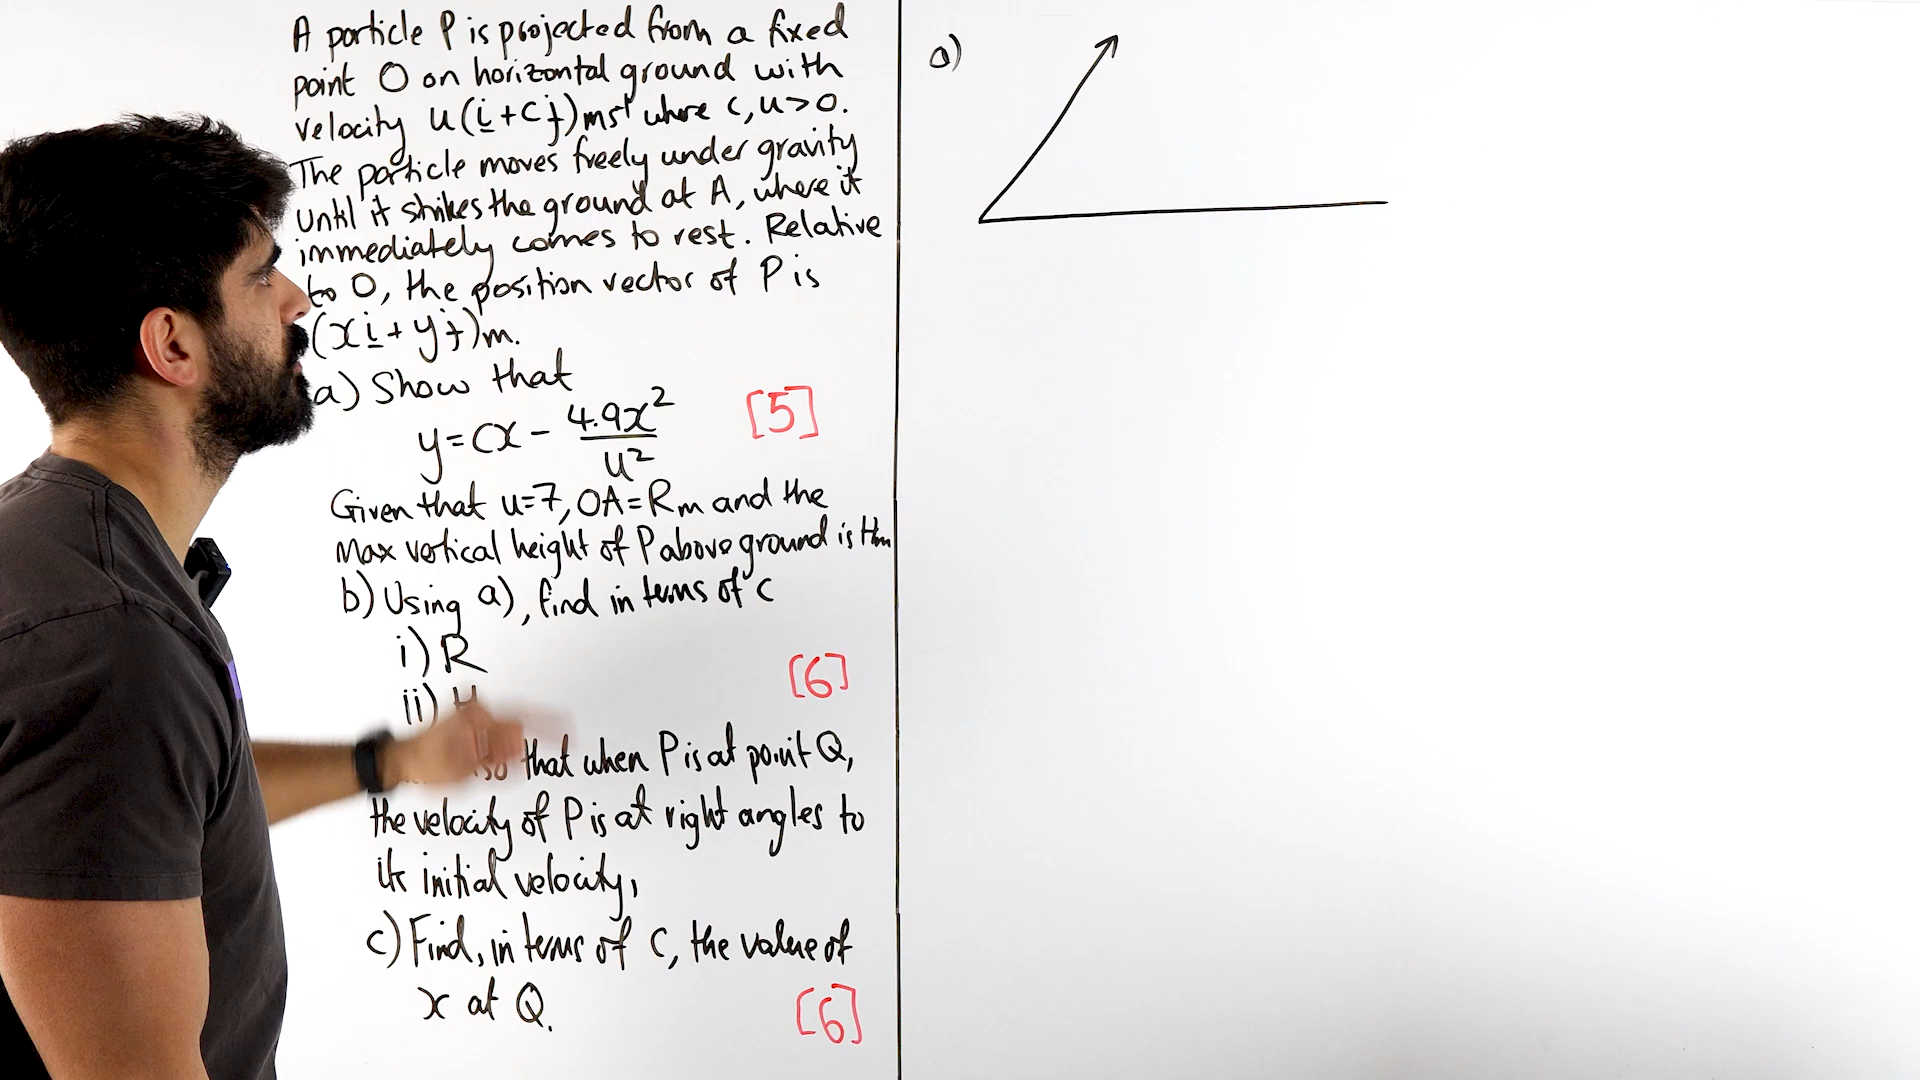 A particle P is projected from a fixed
point O on horizontal ground with
velocity u(i+cj)ms⁻¹ where c,u>0.
The particle moves freely under gravity
until it strikes the ground at A, where it
immediately comes to rest. Relative
to O, the position vector of P is
(xi+yj)m.
a) Show that
y=cx - 4.9x²/u² [5]
Given that u=7, OA=Rm and the
max vertical height of P above ground is Hm
b) Using a), find in terms of c
i) R
ii) H [6]
that when P is at point Q,
the velocity of P is at right angles to
its initial velocity,
c) Find, in terms of c, the value of
x at Q. [6]
a)